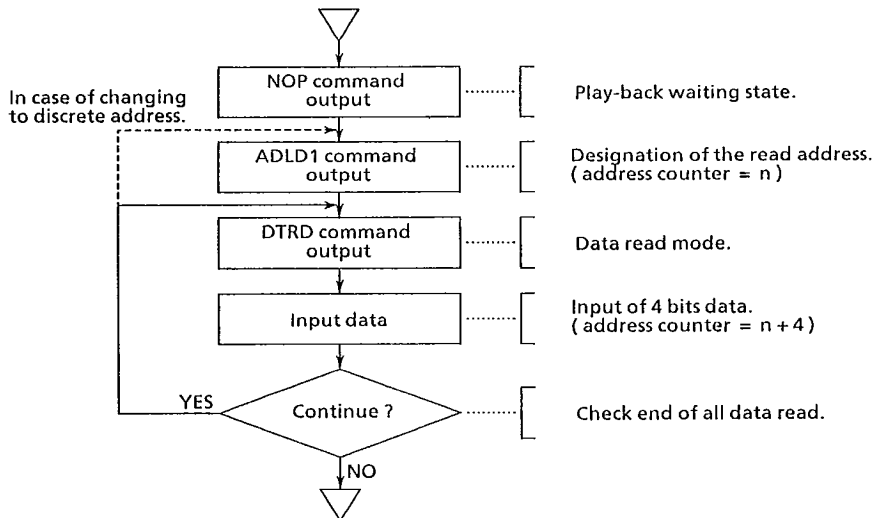 NOP command
output
Play-back waiting state.
In case of changing
to discrete address.
ADLD1 command
output
Designation of the read address.
( address counter = n )
DTRD command
output
Data read mode.
Input data
Input of 4 bits data.
( address counter = n + 4 )
YES
Continue ?
Check end of all data read.
NO